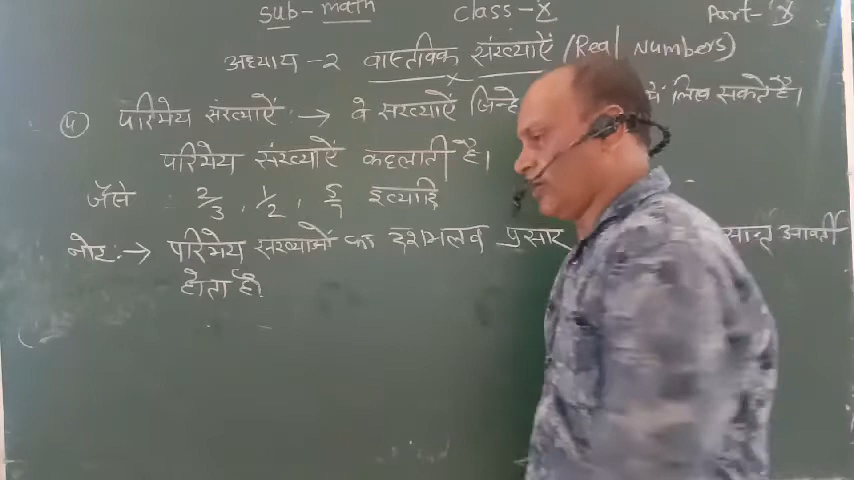 Sub- math Class-X Part-X
अध्याय -2 वास्तविक संख्याएँ (Real Numbers)
(4) परिमेय संख्याएँ :→ वे संख्याएँ जिन्हे में लिख सकते है।
परिमेय संख्याएँ कहलाती है।
जैसे : 2/3, 1/2, 5/7 इत्यादि
नोट :→ परिमेय संख्याओं का दशमलव प्रसार आवर्ती
होता है।